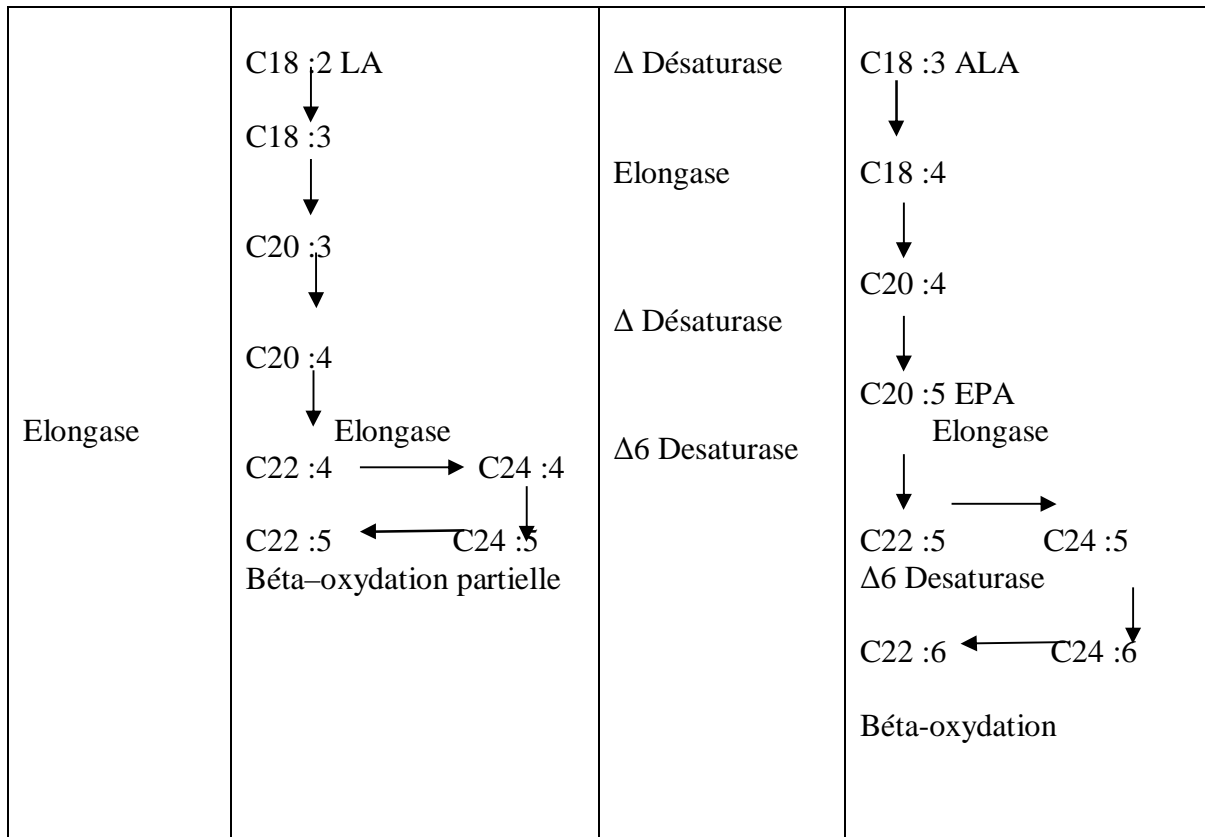 Elongase
C18 :2 LA
C18 :3
C20 :3
C20 :4
Elongase
C22 :4 C24 :4
C22 :5 C24 :5
Béta–oxydation partielle
Δ Désaturase
Elongase
Δ Désaturase
Δ6 Desaturase
C18 :3 ALA
C18 :4
C20 :4
C20 :5 EPA
Elongase
C22 :5 C24 :5
Δ6 Desaturase
C22 :6 C24 :6
Béta-oxydation